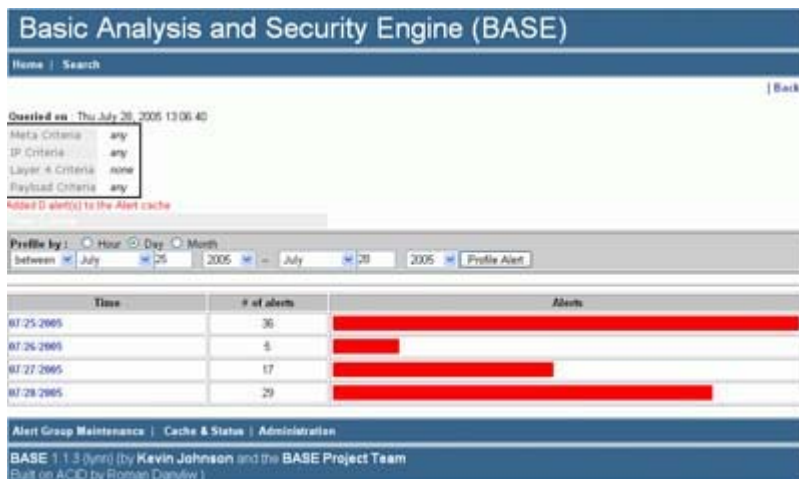 Basic Analysis and Security Engine (BASE)
Home | Search
| Back
Queried on : Thu July 28, 2005 13:06:40
Meta Criteria any
IP Criteria any
Layer 4 Criteria none
Payload Criteria any
Added 0 alert(s) to the Alert cache
Profile by : Hour Day Month
between July 25 2005 - July 28 2005 Profile Alert
Time # of alerts Alerts
07/25/2005 36
07/26/2005 5
07/27/2005 17
07/28/2005 29
Alert Group Maintenance | Cache & Status | Administration
BASE 1.1.3 (lynn) (by Kevin Johnson and the BASE Project Team
Built on ACID by Roman Danyliw )